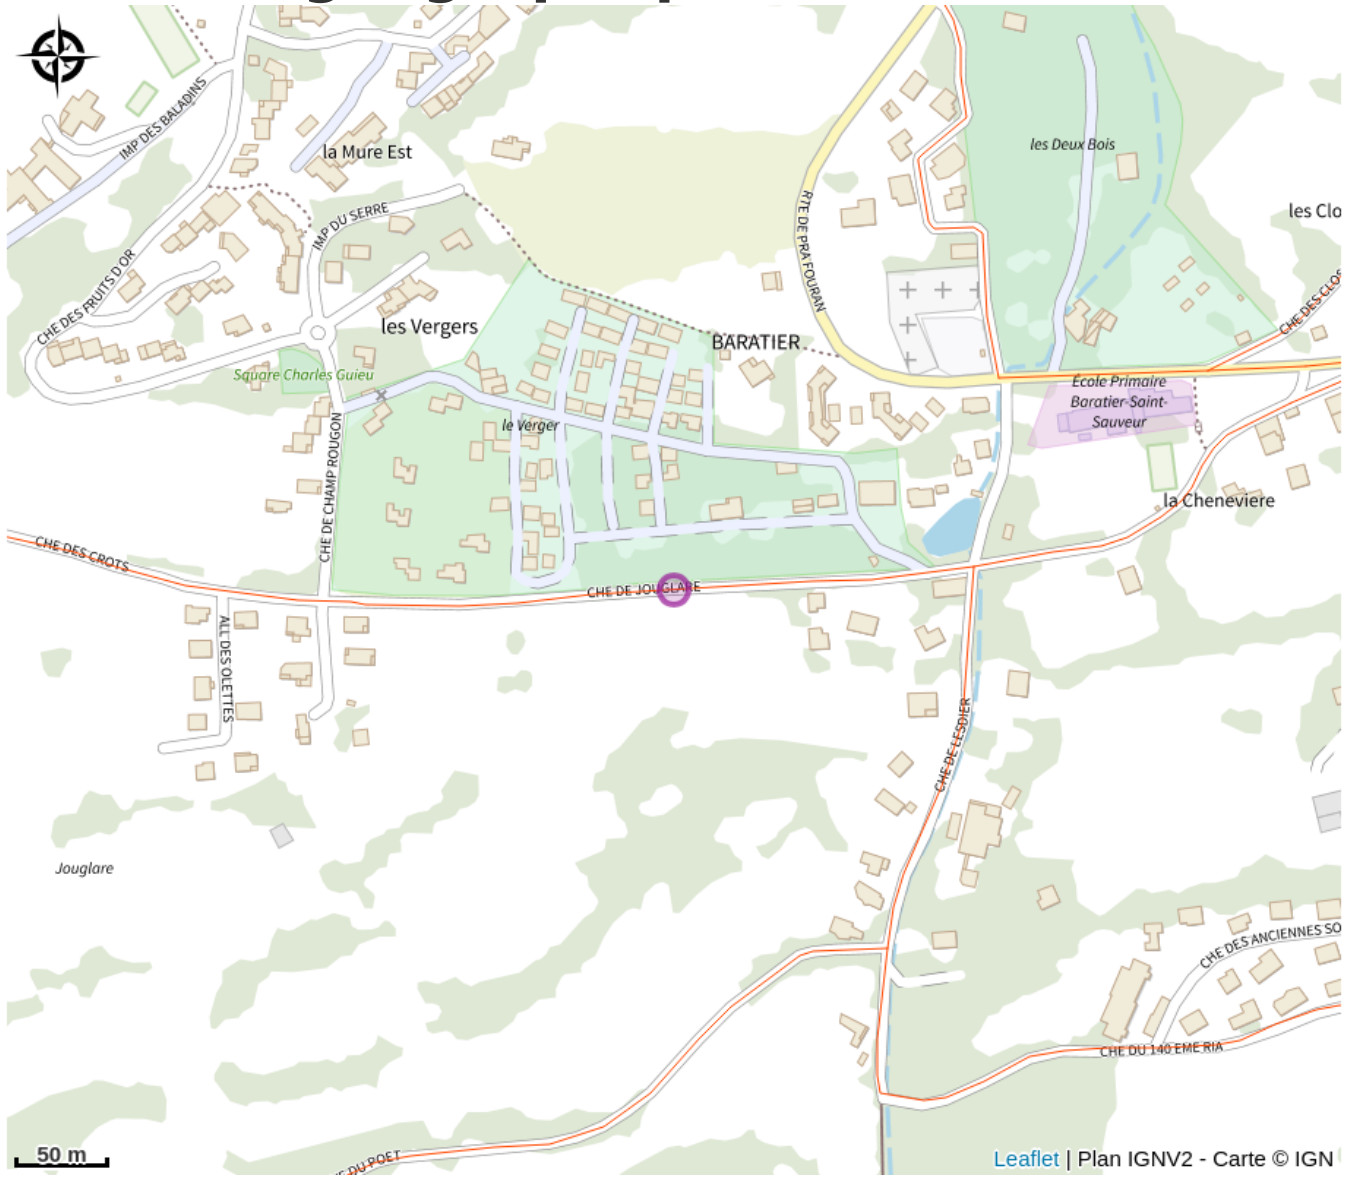 IMP DES BALADINS
la Mure Est
les Deux Bois
les Clo
IMP DU SERRE
RTE DE PRA FOURAN
CHE DES FRUITS D'OR
CHE DES CLOS
les Vergers
BARATIER
Square Charles Guieu
École Primaire
Baratier-Saint-
Sauveur
le Verger
CHE DE CHAMP ROUGON
la Cheneviere
CHE DES CROTS
CHE DE JOUGLARE
ALL DES OLETTES
CHE DE LESDIER
Jouglare
CHE DES ANCIENNES SO
CHE DU 140 EME RIA
E DU POET
50 m
Leaflet | Plan IGNV2 - Carte © IGN